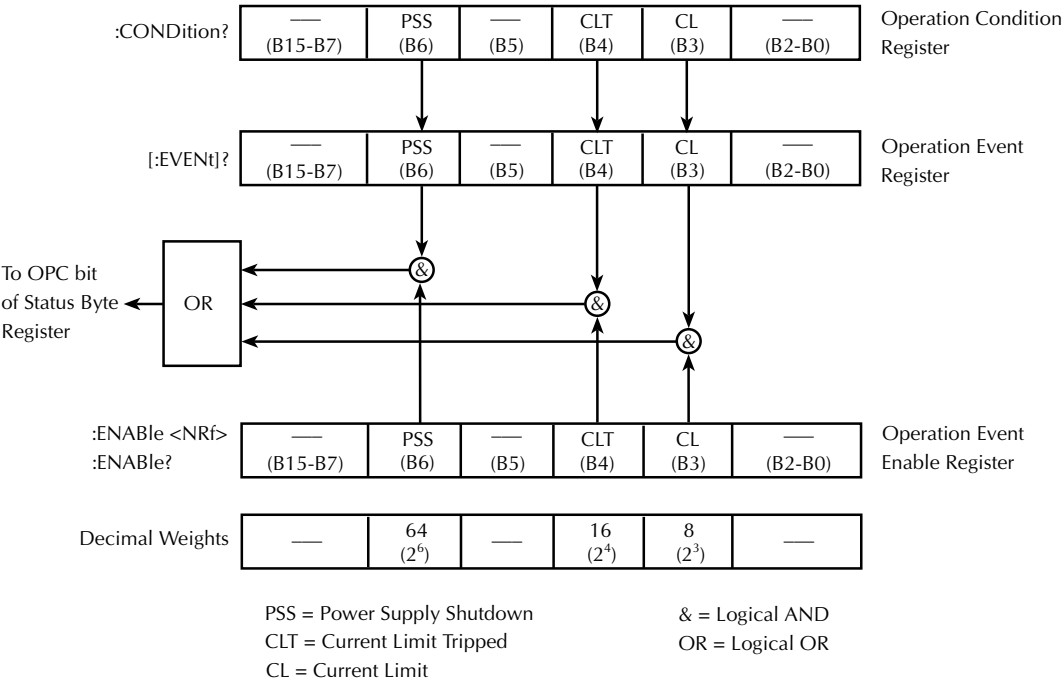 :CONDition?
—
(B15-B7)
PSS
(B6)
—
(B5)
CLT
(B4)
CL
(B3)
—
(B2-B0)
Operation Condition
Register
[:EVENt]?
—
(B15-B7)
PSS
(B6)
—
(B5)
CLT
(B4)
CL
(B3)
—
(B2-B0)
Operation Event
Register
&
&
&
To OPC bit
of Status Byte
Register
OR
:ENABle <NRf>
:ENABle?
—
(B15-B7)
PSS
(B6)
—
(B5)
CLT
(B4)
CL
(B3)
—
(B2-B0)
Operation Event
Enable Register
Decimal Weights
—
64
(2⁶)
—
16
(2⁴)
8
(2³)
—
PSS = Power Supply Shutdown
CLT = Current Limit Tripped
CL = Current Limit
& = Logical AND
OR = Logical OR